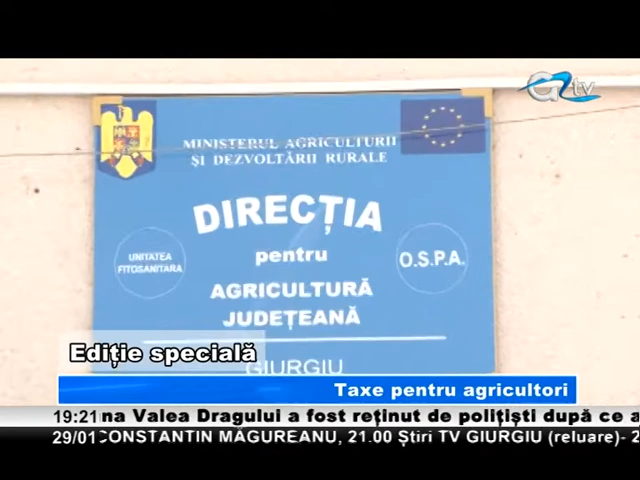 G2tv
MINISTERUL AGRICULTURII
ȘI DEZVOLTĂRII RURALE
DIRECȚIA
pentru
UNITATEA
FITOSANITARA
O.S.P.A.
AGRICULTURĂ
JUDEȚEANĂ
GIURGIU
Ediție specială
Taxe pentru agricultori
19:21 na Valea Dragului a fost reținut de polițiști după ce a
29/01 CONSTANTIN MĂGUREANU, 21.00 Știri TV GIURGIU (reluare)- 2